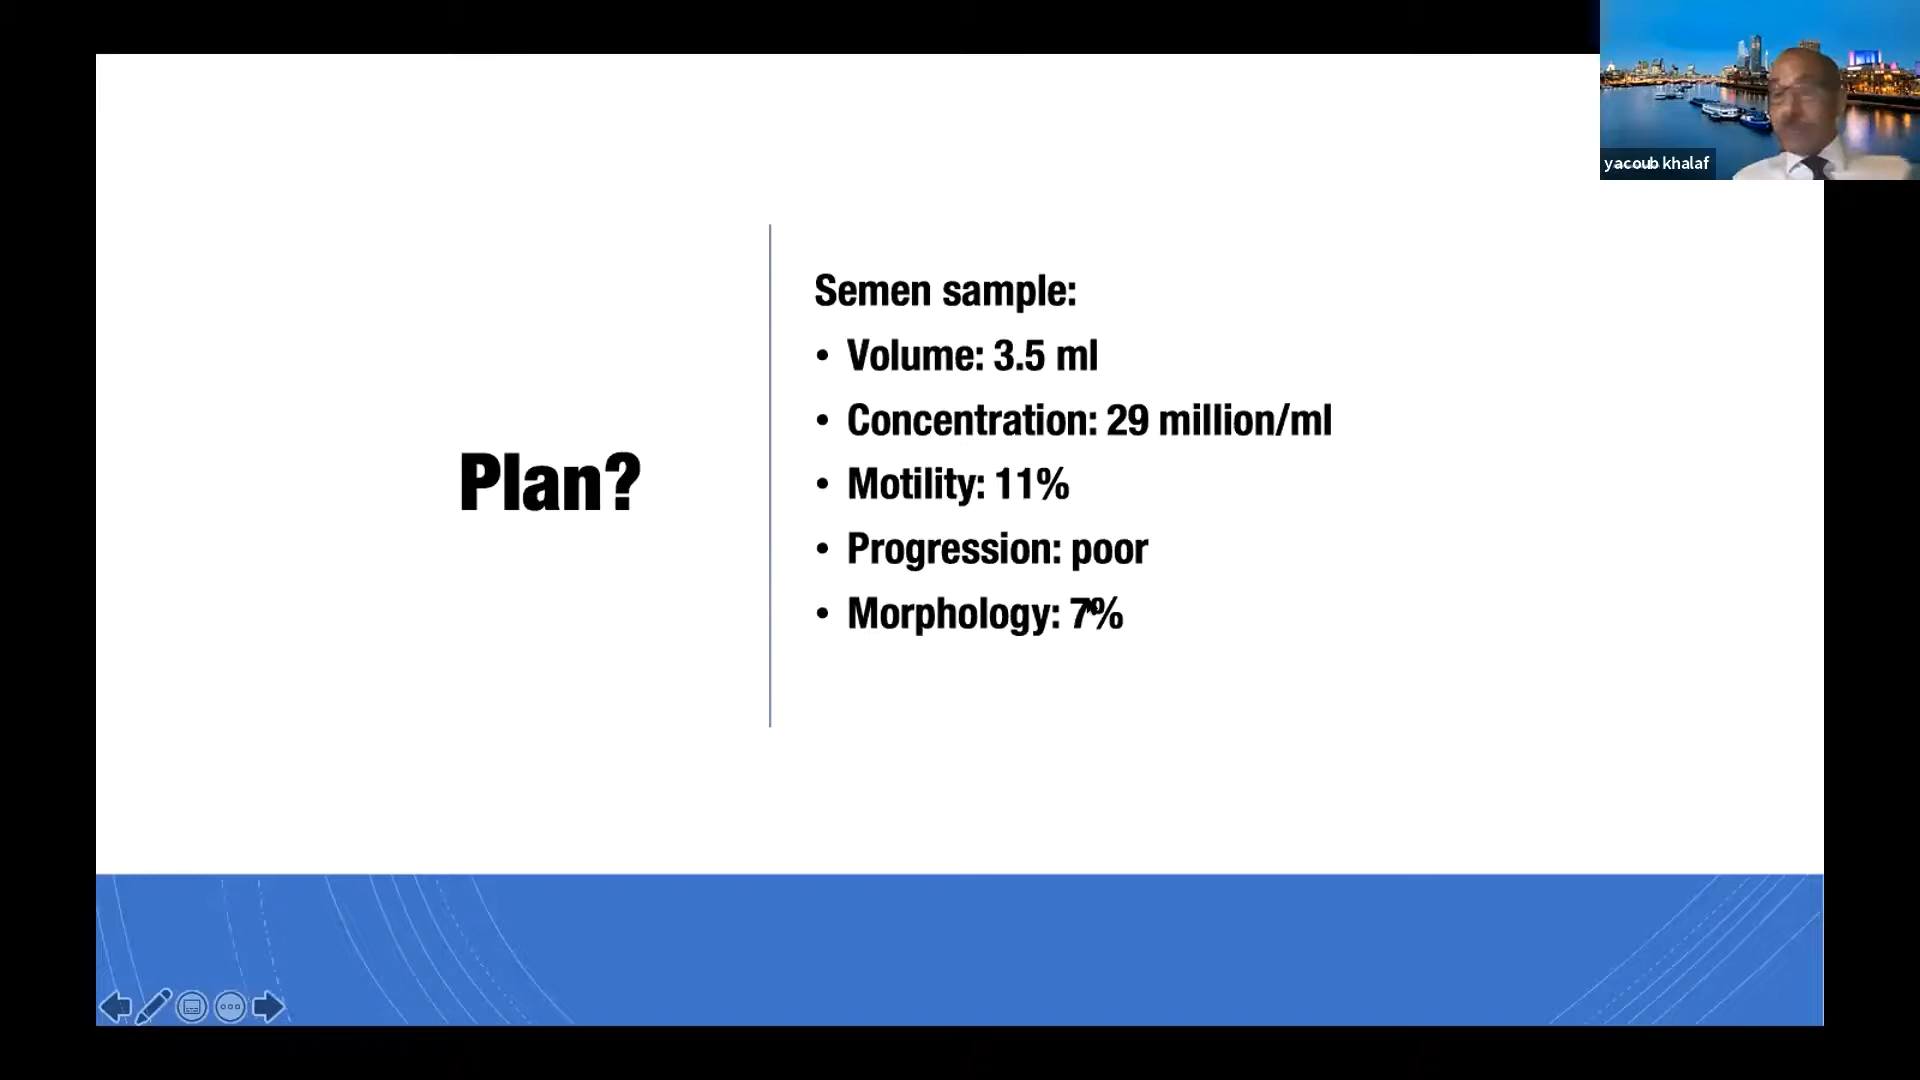 yacoub khalaf
Plan?
Semen sample:
• Volume: 3.5 ml
• Concentration: 29 million/ml
• Motility: 11%
• Progression: poor
• Morphology: 7%